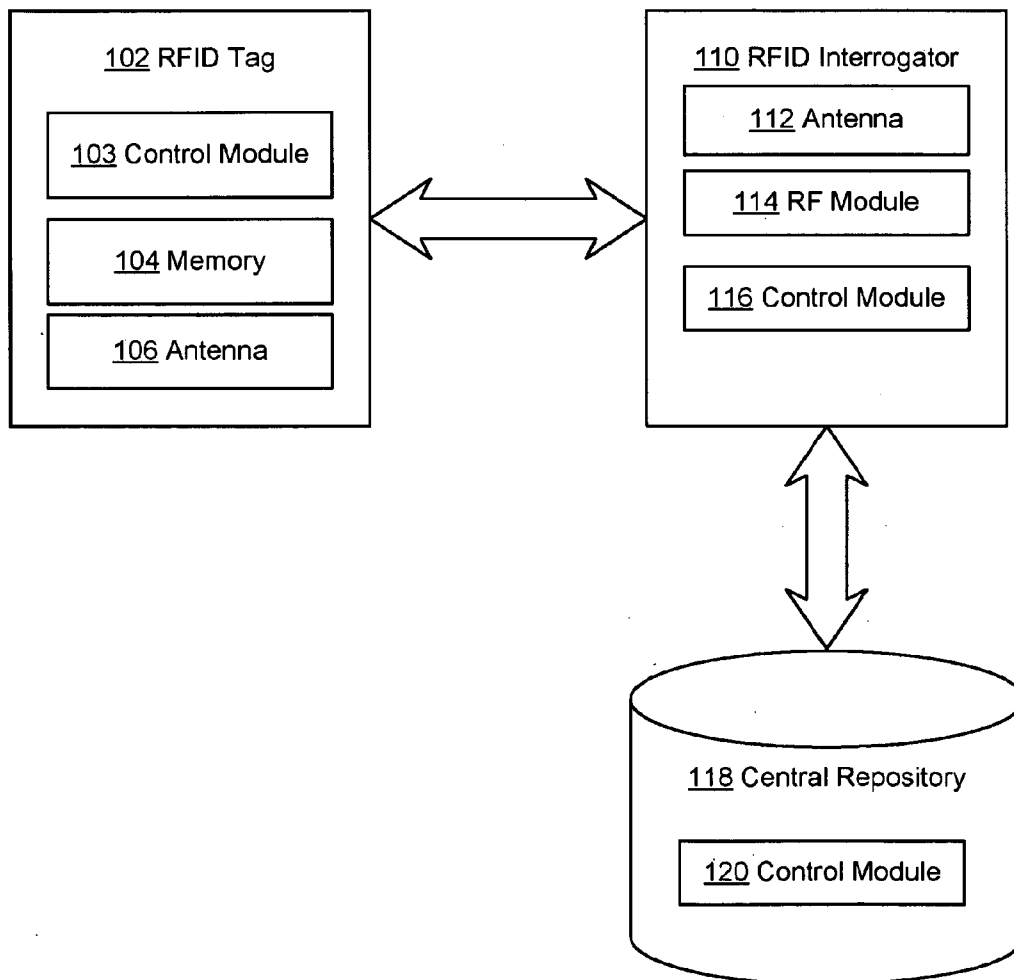 102 RFID Tag
103 Control Module
104 Memory
106 Antenna
110 RFID Interrogator
112 Antenna
114 RF Module
116 Control Module
118 Central Repository
120 Control Module